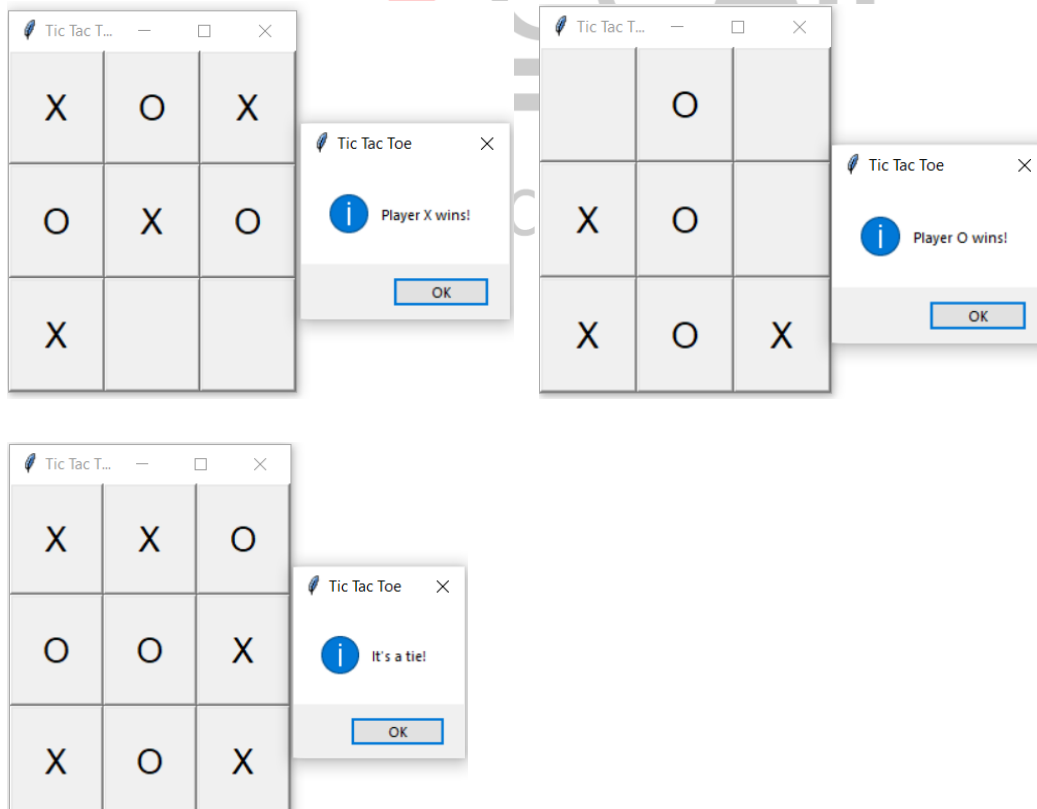 Tic Tac T...
X O X
O X O
X
Tic Tac Toe
Player X wins!
OK
Tic Tac T...
O
X O
X O X
Tic Tac Toe
Player O wins!
OK
Tic Tac T...
X X O
O O X
X O X
Tic Tac Toe
It's a tie!
OK